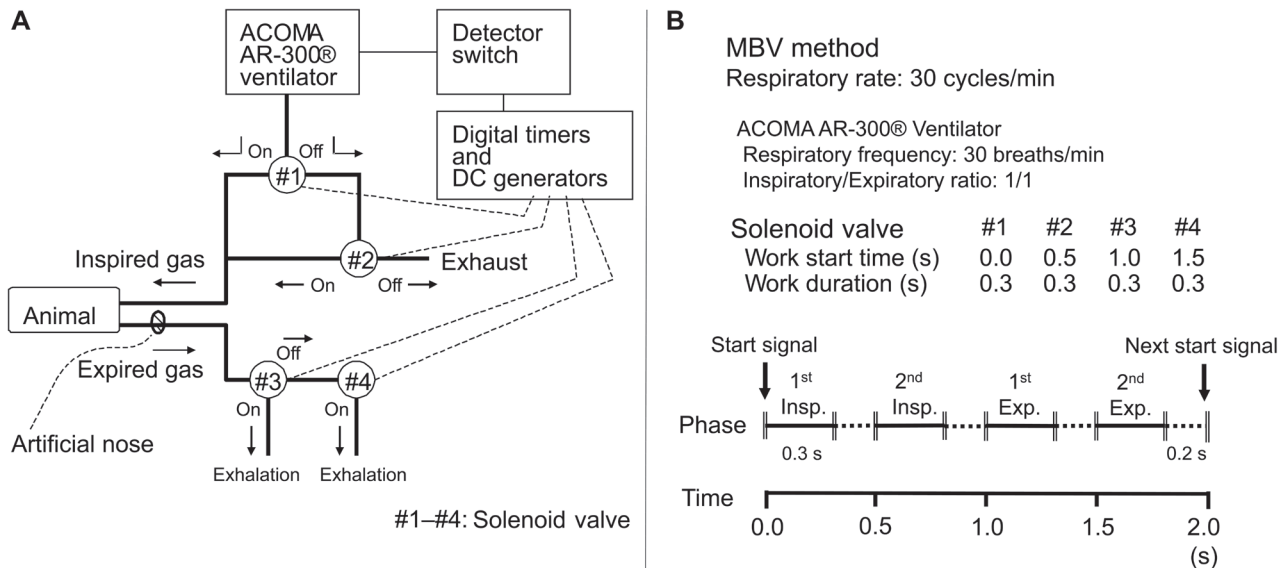 A
ACOMA
AR-300®
ventilator
Detector
switch
Digital timers
and
DC generators
On
Off
#1
#2
Exhaust
On
Off
Inspired gas
Animal
Expired gas
Off
#3
#4
On
On
Artificial nose
Exhalation
Exhalation
#1–#4: Solenoid valve
B
MBV method
Respiratory rate: 30 cycles/min
ACOMA AR-300® Ventilator
Respiratory frequency: 30 breaths/min
Inspiratory/Expiratory ratio: 1/1
Solenoid valve #1 #2 #3 #4
Work start time (s) 0.0 0.5 1.0 1.5
Work duration (s) 0.3 0.3 0.3 0.3
Start signal
Next start signal
1st 2nd 1st 2nd
Insp. Insp. Exp. Exp.
Phase
0.3 s
0.2 s
Time
0.0 0.5 1.0 1.5 2.0
(s)